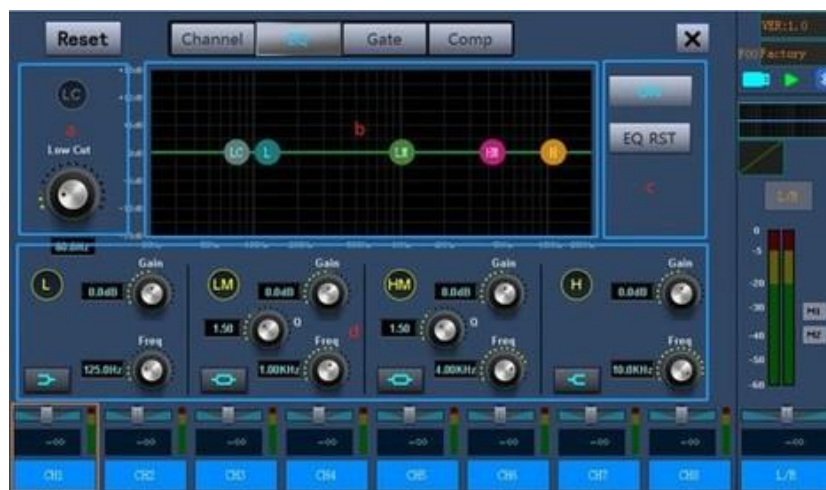 Reset
Channel
EQ
Gate
Comp
VER:1.0
Factory
LC
a
Low Cut
80.0Hz
b
LC
L
LM
HM
H
EQ RST
c
L/R
0
-5
-20
-30
-40
-50
-60
M1
M2
L
Gain
0.0dB
Freq
125.0Hz
LM
Gain
0.0dB
1.50
Q
d
Freq
1.00KHz
HM
Gain
0.0dB
1.50
Q
Freq
4.00KHz
H
Gain
0.0dB
Freq
10.0KHz
-∞ -∞ -∞ -∞ -∞ -∞ -∞ -∞ -∞
CH1 CH2 CH3 CH4 CH5 CH6 CH7 CH8 L/R